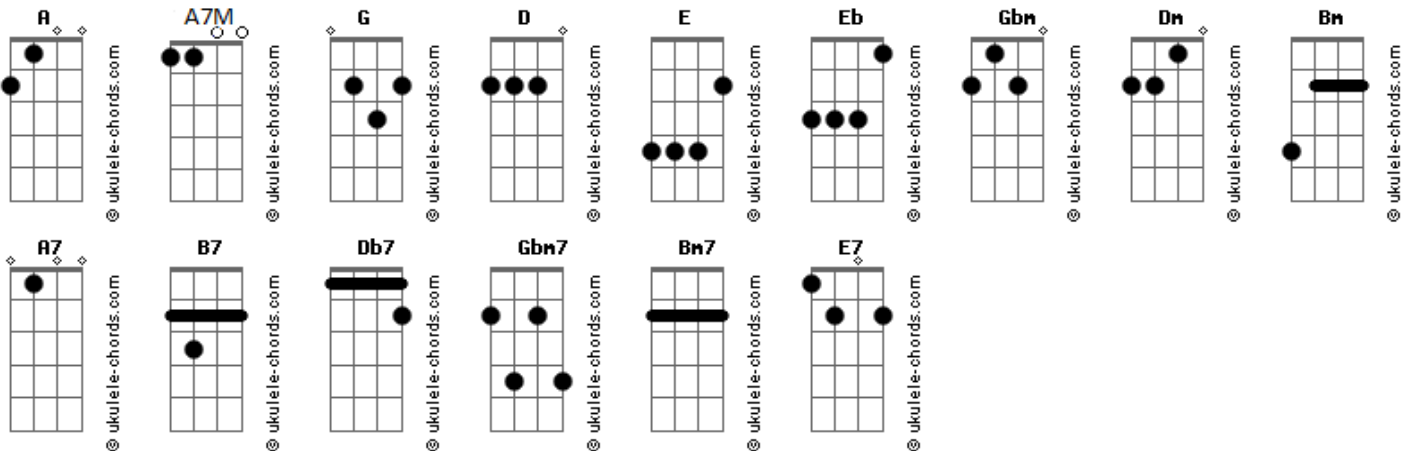 A A7M G D E Eb Gbm Dm Bm
© ukulele-chords.com © ukulele-chords.com © ukulele-chords.com © ukulele-chords.com © ukulele-chords.com © ukulele-chords.com © ukulele-chords.com © ukulele-chords.com © ukulele-chords.com
A7 B7 Db7 Gbm7 Bm7 E7
© ukulele-chords.com © ukulele-chords.com © ukulele-chords.com © ukulele-chords.com © ukulele-chords.com © ukulele-chords.com